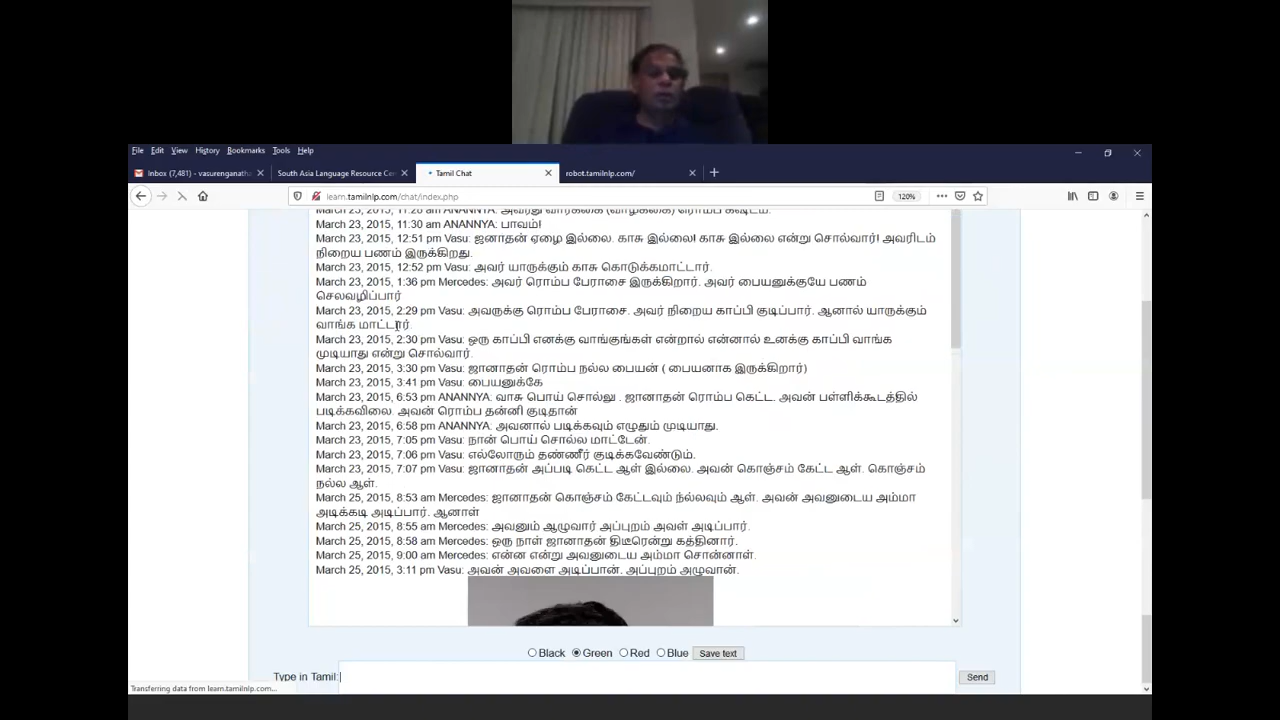 File Edit View History Bookmarks Tools Help
Inbox (7,481) - vasurenganath South Asia Language Resource Cen Tamil Chat robot.tamilnlp.com/
learn.tamilnlp.com/chat/index.php 120%
March 23, 2015, 11:28 am ANANNYA: அவரது வார்க்கை (வாழ்கை) ரொம்ப கஷ்டம்.
March 23, 2015, 11:30 am ANANNYA: பாவம்!
March 23, 2015, 12:51 pm Vasu: ஜனாதன் ஏழை இல்லை. காசு இல்லை! காசு இல்லை என்று சொல்வார்! அவரிடம்
நிறைய பணம் இருக்கிறது.
March 23, 2015, 12:52 pm Vasu: அவர் யாருக்கும் காசு கொடுக்கமாட்டார்.
March 23, 2015, 1:36 pm Mercedes: அவர் ரொம்ப பேராசை இருக்கிறார். அவர் பையனுக்குயே பணம்
செலவழிப்பார்
March 23, 2015, 2:29 pm Vasu: அவருக்கு ரொம்ப பேராசை. அவர் நிறைய காப்பி குடிப்பார். ஆனால் யாருக்கும்
வாங்க மாட்டார்.
March 23, 2015, 2:30 pm Vasu: ஒரு காப்பி எனக்கு வாங்குங்கள் என்றால் என்னால் உனக்கு காப்பி வாங்க
முடியாது என்று சொல்வார்.
March 23, 2015, 3:30 pm Vasu: ஜானாதன் ரொம்ப நல்ல பையன் ( பையனாக இருக்கிறார்)
March 23, 2015, 3:41 pm Vasu: பையனுக்கே
March 23, 2015, 6:53 pm ANANNYA: வாசு பொய் சொல்லு . ஜானாதன் ரொம்ப கெட்ட. அவன் பள்ளிக்கூடத்தில்
படிக்கவிலை. அவன் ரொம்ப தன்னி குடிதான்
March 23, 2015, 6:58 pm ANANNYA: அவனால் படிக்கவும் எழுதும் முடியாது.
March 23, 2015, 7:05 pm Vasu: நான் பொய் சொல்ல மாட்டேன்.
March 23, 2015, 7:06 pm Vasu: எல்லோரும் தண்ணீர் குடிக்கவேண்டும்.
March 23, 2015, 7:07 pm Vasu: ஜானாதன் அப்படி கெட்ட ஆள் இல்லை. அவன் கொஞ்சம் கேட்ட ஆள். கொஞ்சம்
நல்ல ஆள்.
March 25, 2015, 8:53 am Mercedes: ஜானாதன் கொஞ்சம் கேட்டவும் ந்ல்லவும் ஆள். அவன் அவனுடைய அம்மா
அடிக்கடி அடிப்பார். ஆனாள்
March 25, 2015, 8:55 am Mercedes: அவனும் ஆழுவார் அப்புறம் அவள் அடிப்பார்.
March 25, 2015, 8:58 am Mercedes: ஒரு நாள் ஜானாதன் திடீரென்று கத்தினார்.
March 25, 2015, 9:00 am Mercedes: என்ன என்று அவனுடைய அம்மா சொன்னாள்.
March 25, 2015, 3:11 pm Vasu: அவன் அவளை அடிப்பான். அப்புறம் அழுவான்.
Black Green Red Blue Save text
Type in Tamil: Send
Transferring data from learn.tamilnlp.com...